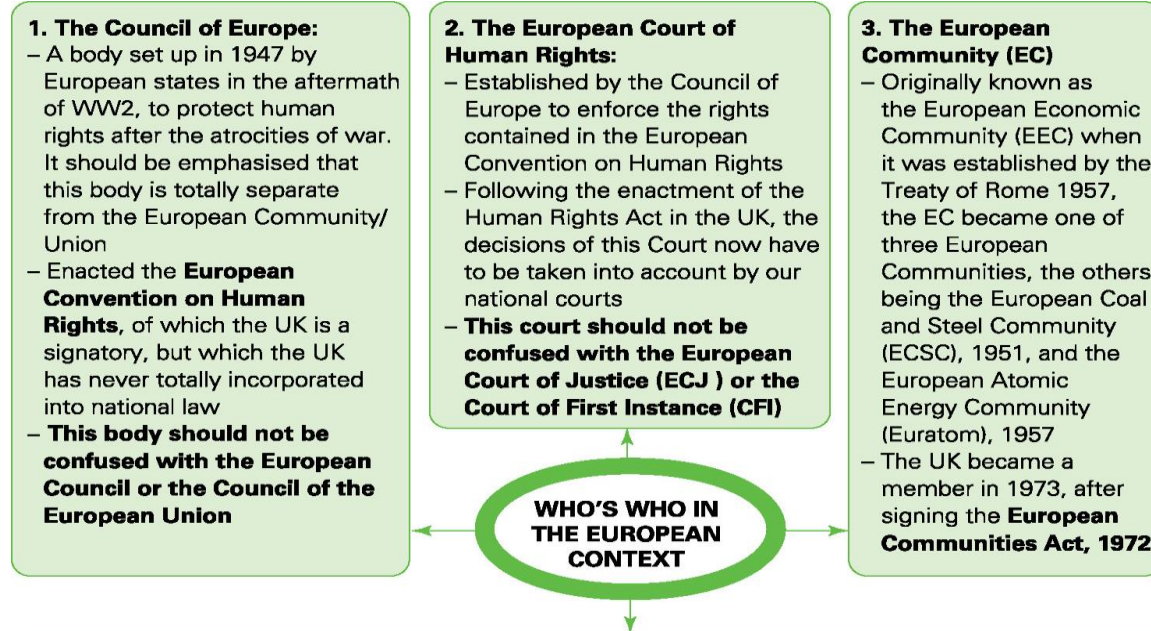 1. The Council of Europe:
– A body set up in 1947 by
European states in the aftermath
of WW2, to protect human
rights after the atrocities of war.
It should be emphasised that
this body is totally separate
from the European Community/
Union
– Enacted the European
Convention on Human
Rights, of which the UK is a
signatory, but which the UK
has never totally incorporated
into national law
– This body should not be
confused with the European
Council or the Council of the
European Union
2. The European Court of
Human Rights:
– Established by the Council of
Europe to enforce the rights
contained in the European
Convention on Human Rights
– Following the enactment of the
Human Rights Act in the UK, the
decisions of this Court now have
to be taken into account by our
national courts
– This court should not be
confused with the European
Court of Justice (ECJ ) or the
Court of First Instance (CFI)
3. The European
Community (EC)
– Originally known as
the European Economic
Community (EEC) when
it was established by the
Treaty of Rome 1957,
the EC became one of
three European
Communities, the others
being the European Coal
and Steel Community
(ECSC), 1951, and the
European Atomic
Energy Community
(Euratom), 1957
– The UK became a
member in 1973, after
signing the European
Communities Act, 1972
WHO'S WHO IN
THE EUROPEAN
CONTEXT